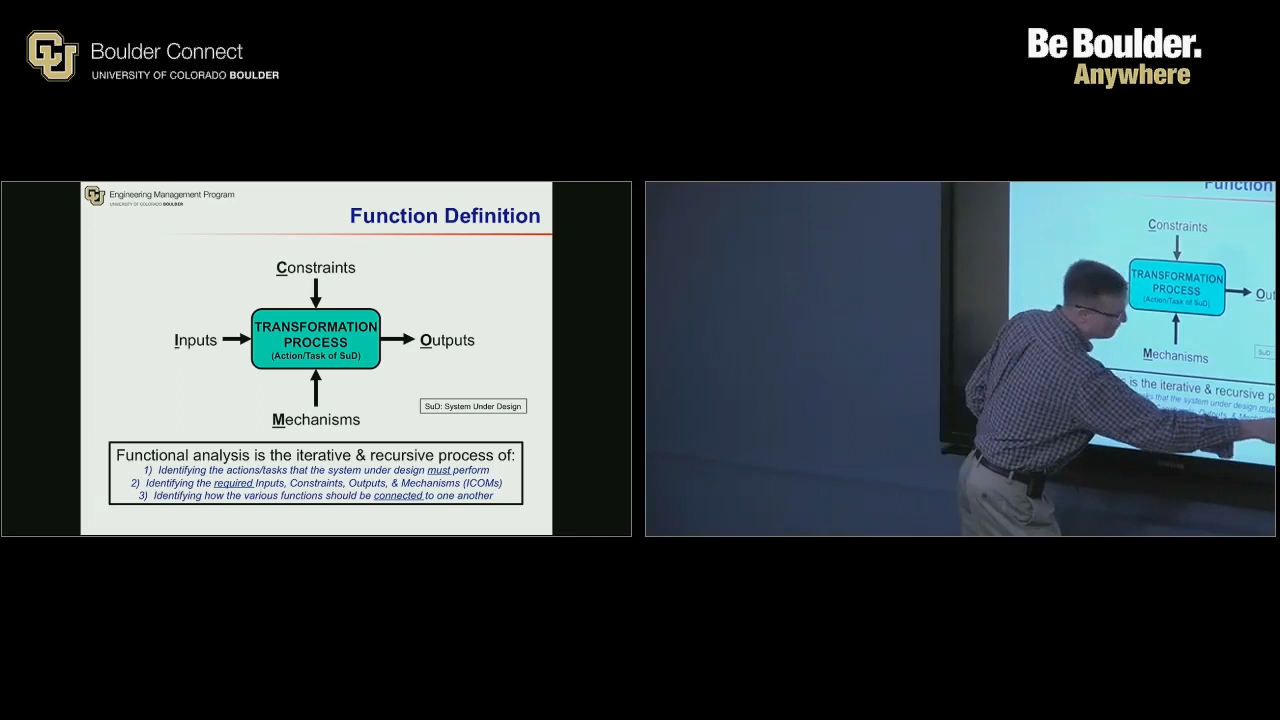 Boulder Connect
UNIVERSITY OF COLORADO BOULDER
Be Boulder.
Anywhere
Engineering Management Program
UNIVERSITY OF COLORADO BOULDER
Function Definition
Constraints
Inputs
TRANSFORMATION
PROCESS
(Action/Task of SuD)
Outputs
Mechanisms
SuD: System Under Design
Functional analysis is the iterative & recursive process of:
1) Identifying the actions/tasks that the system under design must perform
2) Identifying the required Inputs, Constraints, Outputs, & Mechanisms (ICOMs)
3) Identifying how the various functions should be connected to one another
Function
Constraints
TRANSFORMATION
PROCESS
(Action/Task of SuD)
Out
Mechanisms
SuD:
is the iterative & recursive p
that the system under design must